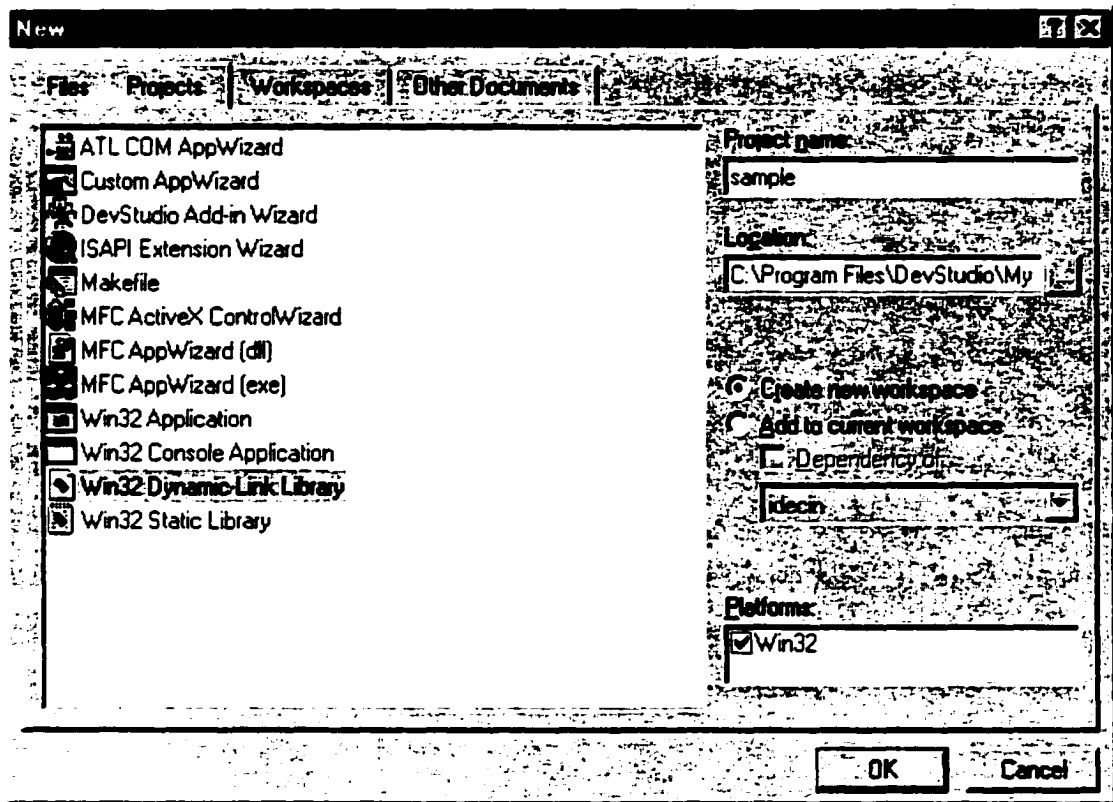 New
Files Projects Workspaces Other Documents
ATL COM AppWizard
Custom AppWizard
DevStudio Add-in Wizard
ISAPI Extension Wizard
Makefile
MFC ActiveX ControlWizard
MFC AppWizard (dll)
MFC AppWizard (exe)
Win32 Application
Win32 Console Application
Win32 Dynamic-Link Library
Win32 Static Library
Project name:
sample
Location:
C:\Program Files\DevStudio\My
Create new workspace
Add to current workspace
Dependency of:
idecin
Platforms:
Win32
OK Cancel